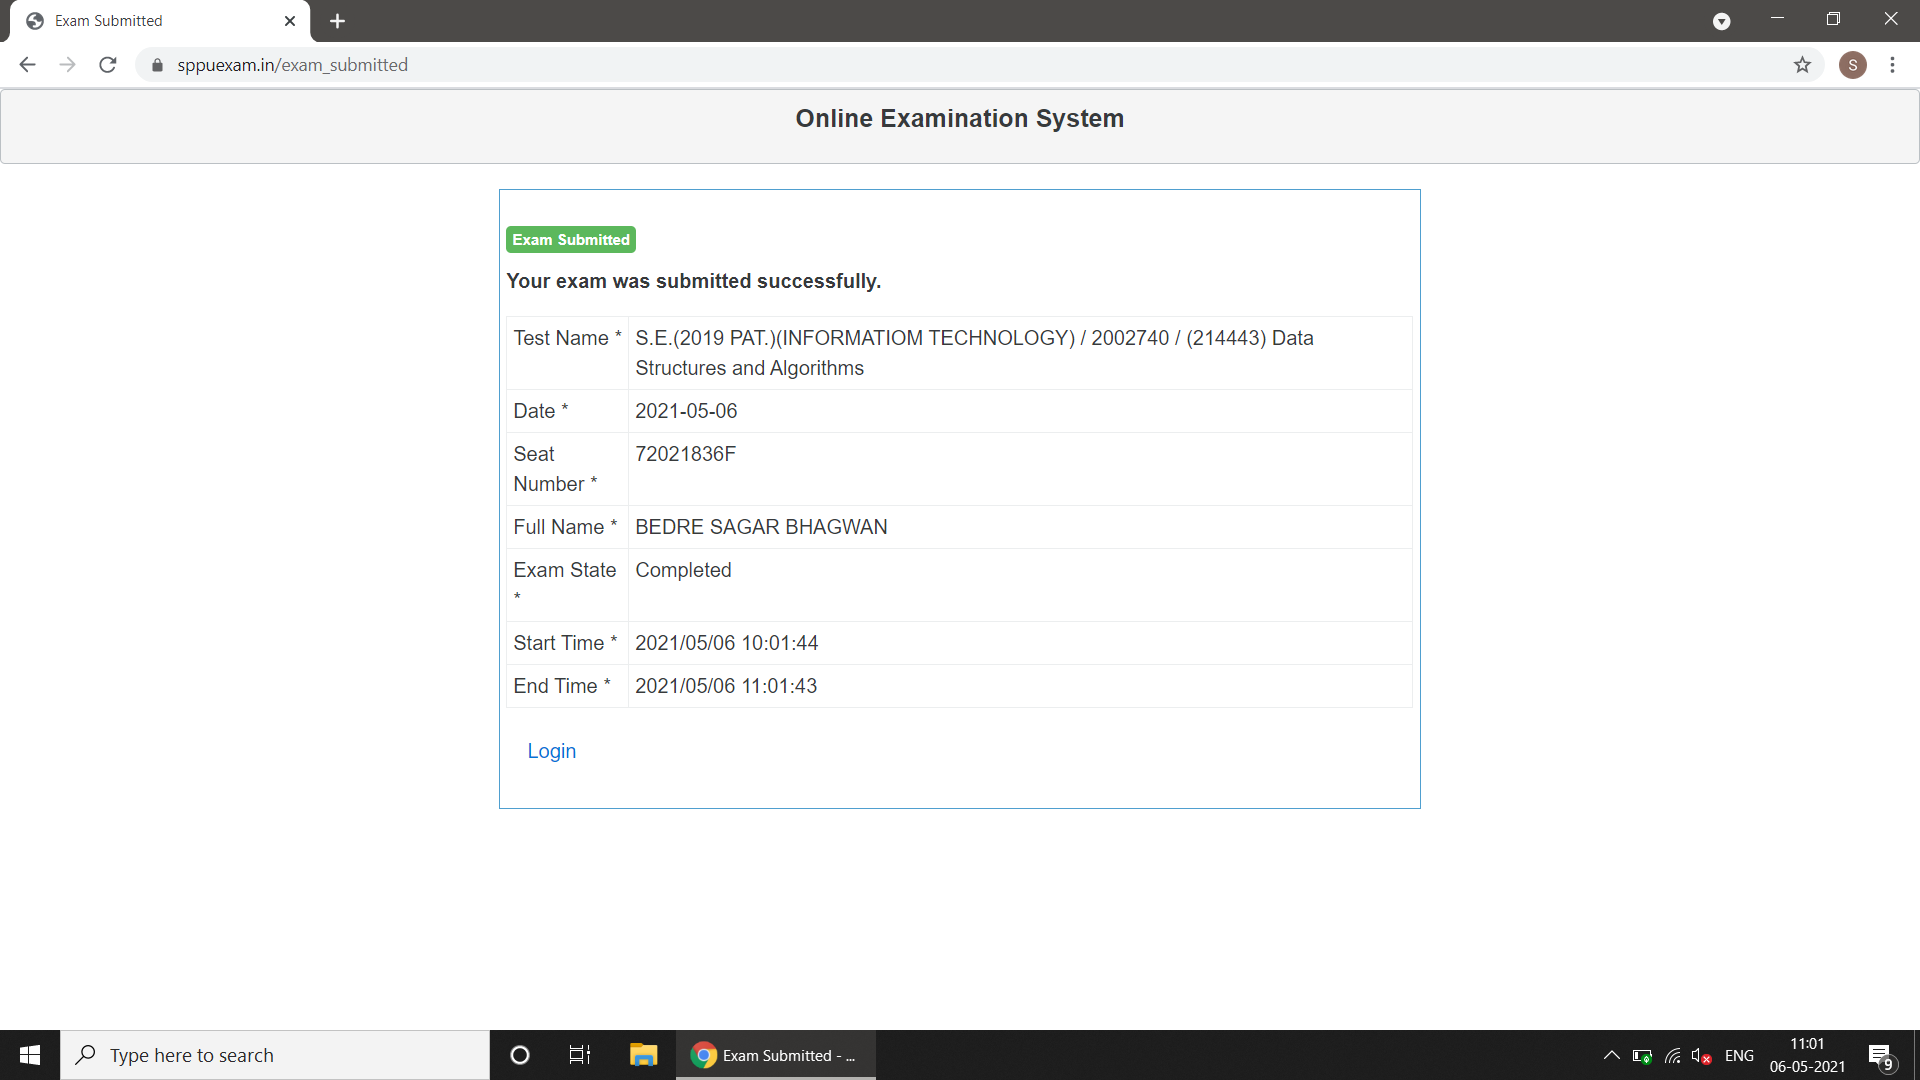 Exam Submitted
sppuexam.in/exam_submitted
S
Online Examination System
Exam Submitted
Your exam was submitted successfully.
Test Name * S.E.(2019 PAT.)(INFORMATIOM TECHNOLOGY) / 2002740 / (214443) Data
Structures and Algorithms
Date * 2021-05-06
Seat 72021836F
Number *
Full Name * BEDRE SAGAR BHAGWAN
Exam State Completed
*
Start Time * 2021/05/06 10:01:44
End Time * 2021/05/06 11:01:43
Login
Type here to search
Exam Submitted - ...
ENG
11:01
06-05-2021
9